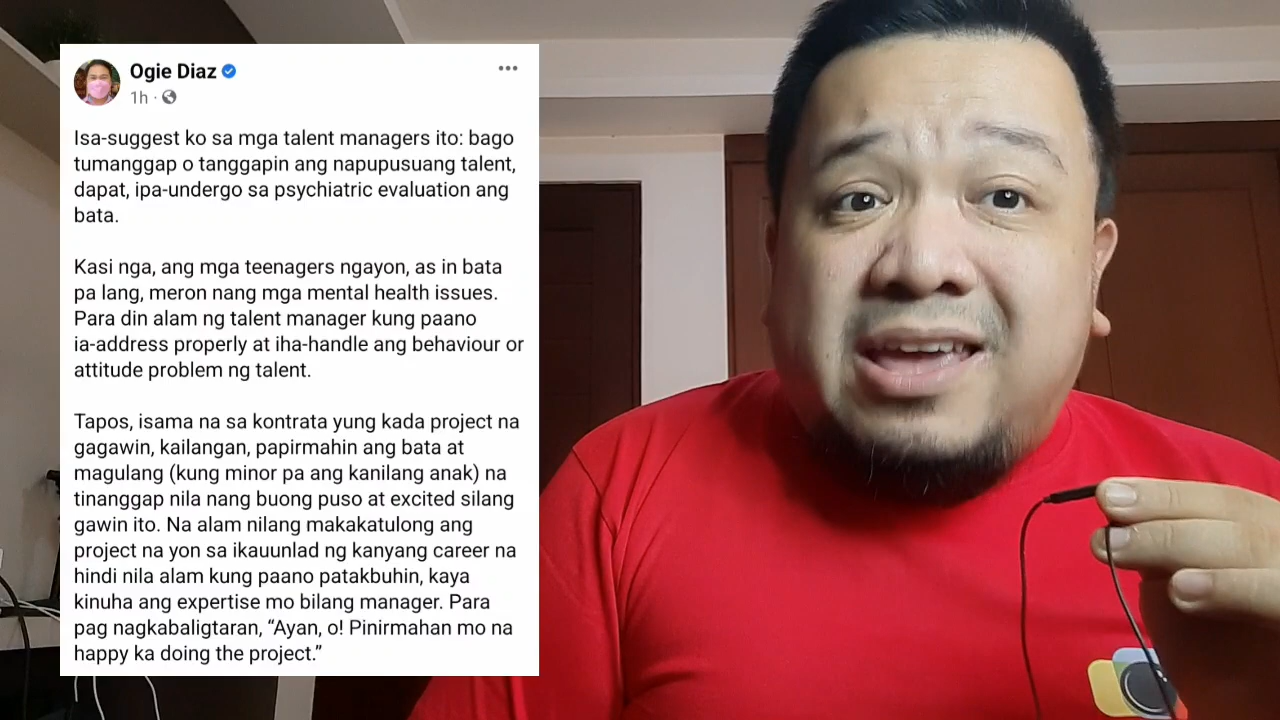 Ogie Diaz
1h
Isa-suggest ko sa mga talent managers ito: bago
tumanggap o tanggapin ang napupusuang talent,
dapat, ipa-undergo sa psychiatric evaluation ang
bata.
Kasi nga, ang mga teenagers ngayon, as in bata
pa lang, meron nang mga mental health issues.
Para din alam ng talent manager kung paano
ia-address properly at iha-handle ang behaviour or
attitude problem ng talent.
Tapos, isama na sa kontrata yung kada project na
gagawin, kailangan, papirmahin ang bata at
magulang (kung minor pa ang kanilang anak) na
tinanggap nila nang buong puso at excited silang
gawin ito. Na alam nilang makakatulong ang
project na yon sa ikauunlad ng kanyang career na
hindi nila alam kung paano patakbuhin, kaya
kinuha ang expertise mo bilang manager. Para
pag nagkabaligtaran, “Ayan, o! Pinirmahan mo na
happy ka doing the project.”